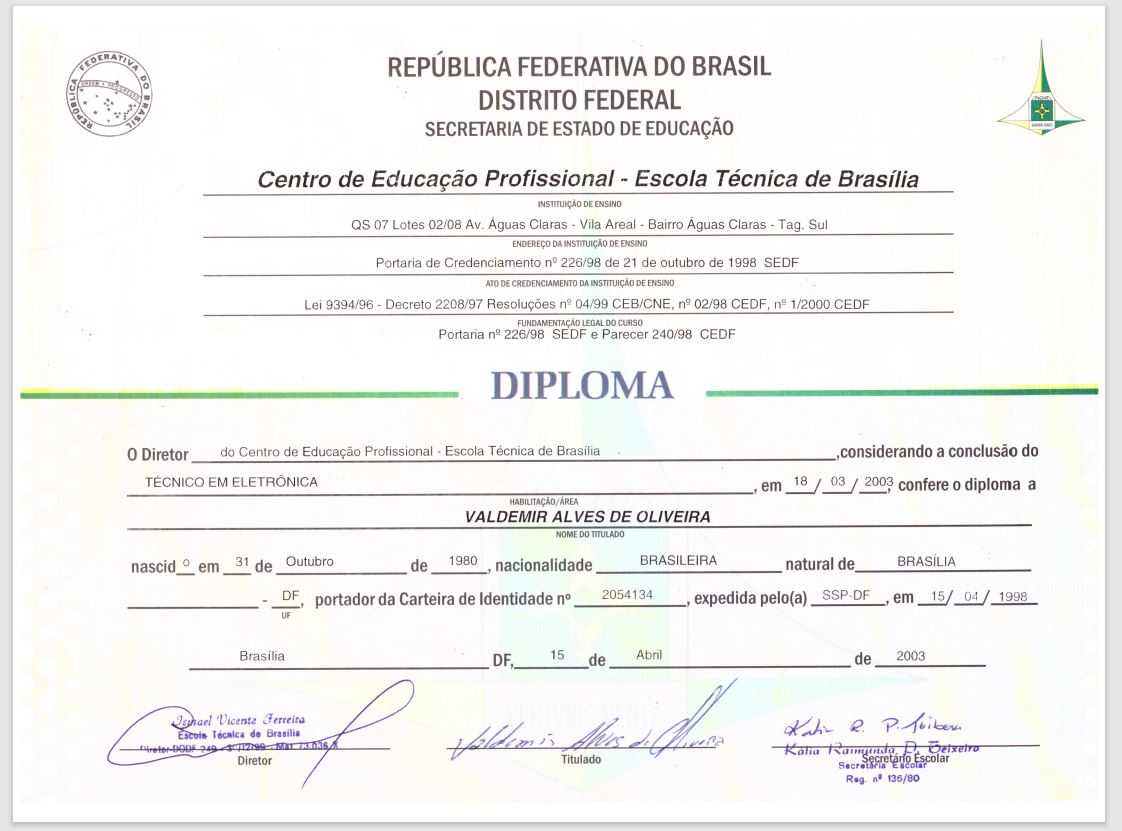 REPÚBLICA FEDERATIVA DO BRASIL
ORDEM E PROGRESSO
REPÚBLICA FEDERATIVA DO BRASIL
DISTRITO FEDERAL
SECRETARIA DE ESTADO DE EDUCAÇÃO
VENTVRIS VENTIS
Centro de Educação Profissional - Escola Técnica de Brasília
INSTITUIÇÃO DE ENSINO
QS 07 Lotes 02/08 Av. Águas Claras - Vila Areal - Bairro Águas Claras - Tag. Sul
ENDEREÇO DA INSTITUIÇÃO DE ENSINO
Portaria de Credenciamento nº 226/98 de 21 de outubro de 1998 SEDF
ATO DE CREDENCIAMENTO DA INSTITUIÇÃO DE ENSINO
Lei 9394/96 - Decreto 2208/97 Resoluções nº 04/99 CEB/CNE, nº 02/98 CEDF, nº 1/2000 CEDF
FUNDAMENTAÇÃO LEGAL DO CURSO
Portaria nº 226/98 SEDF e Parecer 240/98 CEDF
DIPLOMA
O Diretor do Centro de Educação Profissional - Escola Técnica de Brasília ,considerando a conclusão do
TÉCNICO EM ELETRÔNICA , em 18 / 03 / 2003, confere o diploma a
HABILITAÇÃO/ÁREA
VALDEMIR ALVES DE OLIVEIRA
NOME DO TITULADO
nascido em 31 de Outubro de 1980 , nacionalidade BRASILEIRA natural de BRASÍLIA
- DF, portador da Carteira de Identidade nº 2054134 , expedida pelo(a) SSP-DF , em 15/ 04 / 1998
UF
Brasília DF, 15 de Abril de 2003
VENTVRIS VENTIS
Ismael Vicente Ferreira
Escola Técnica de Brasília
Diretor DODF 249 - Mat 73.036
Diretor
Valdemir Alves de Oliveira
Titulado
Katia R. P. Teixeira
Kátia Raimunda P. Teixeira
Secretário Escolar
Secretária Escolar
Reg. nº 136/80